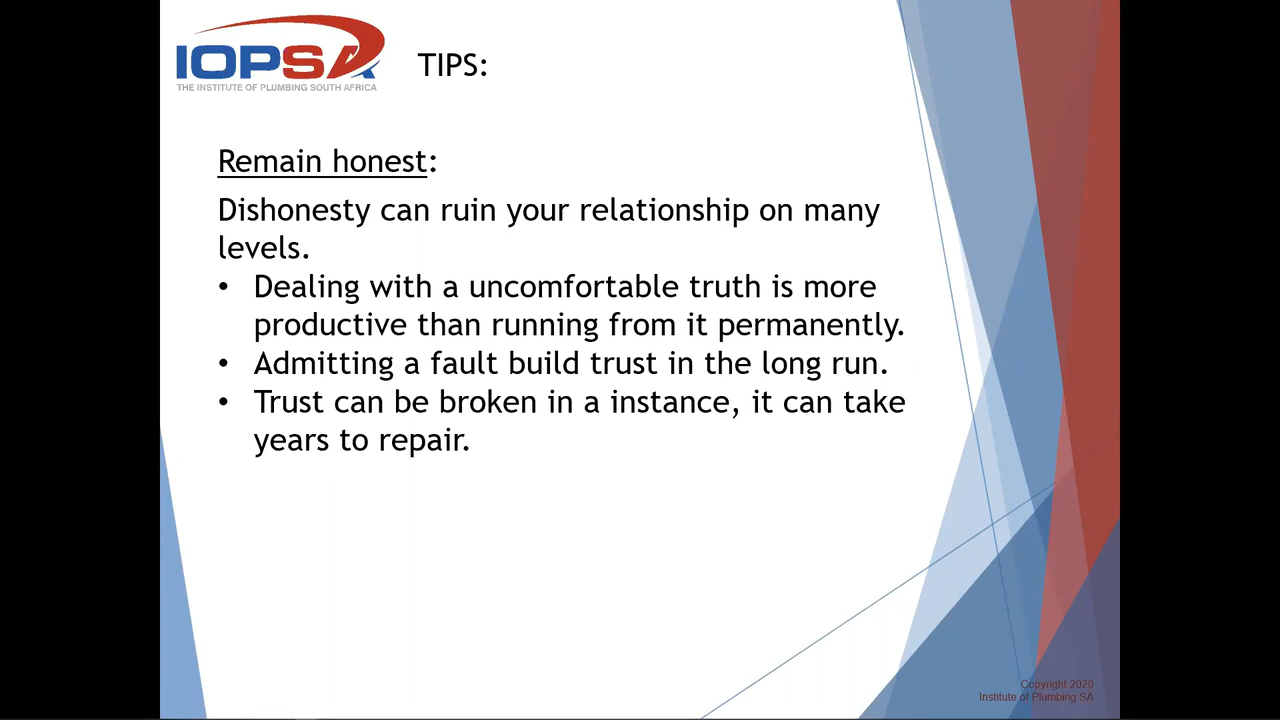 IOPSA
THE INSTITUTE OF PLUMBING SOUTH AFRICA
TIPS:
Remain honest:
Dishonesty can ruin your relationship on many
levels.
• Dealing with a uncomfortable truth is more
productive than running from it permanently.
• Admitting a fault build trust in the long run.
• Trust can be broken in a instance, it can take
years to repair.
Copyright 2020
Institute of Plumbing SA